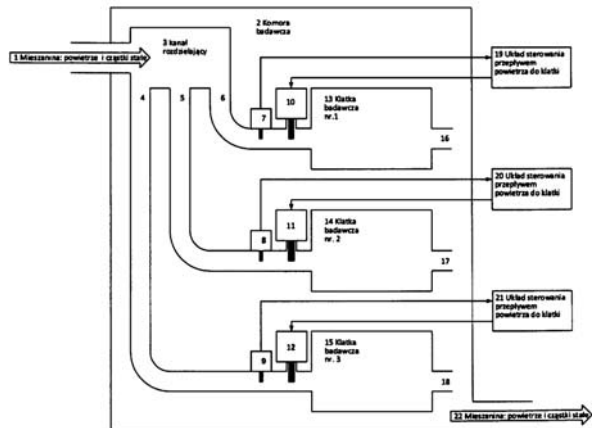 2 Komora
badawcza
3 kanał
rozdzielający
1 Mieszanina: powietrze i cząstki stałe
4
5
6
7
10
13 Klatka
badawcza
nr.1
16
19 Układ sterowania
przepływem
powietrza do klatki
8
11
14 Klatka
badawcza
nr. 2
17
20 Układ sterowania
przepływem
powietrza do klatki
9
12
15 Klatka
badawcza
nr. 3
18
21 Układ sterowania
przepływem
powietrza do klatki
22 Mieszanina: powietrze i cząstki stałe